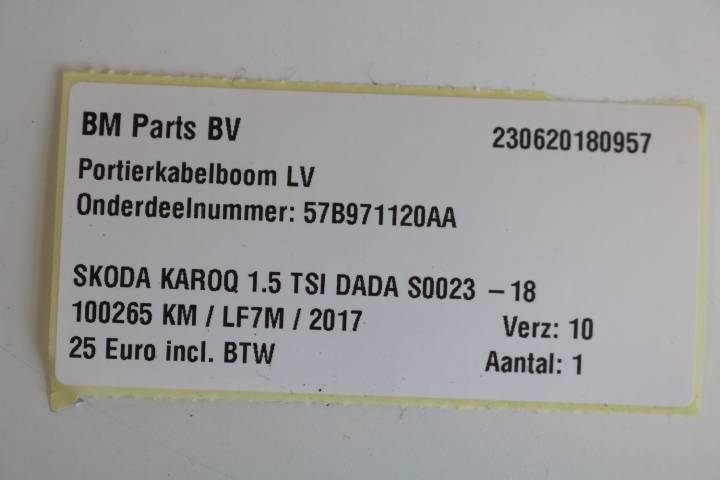 BM Parts BV 230620180957
Portierkabelboom LV
Onderdeelnummer: 57B971120AA
SKODA KAROQ 1.5 TSI DADA S0023 - 18
100265 KM / LF7M / 2017 Verz: 10
25 Euro incl. BTW Aantal: 1